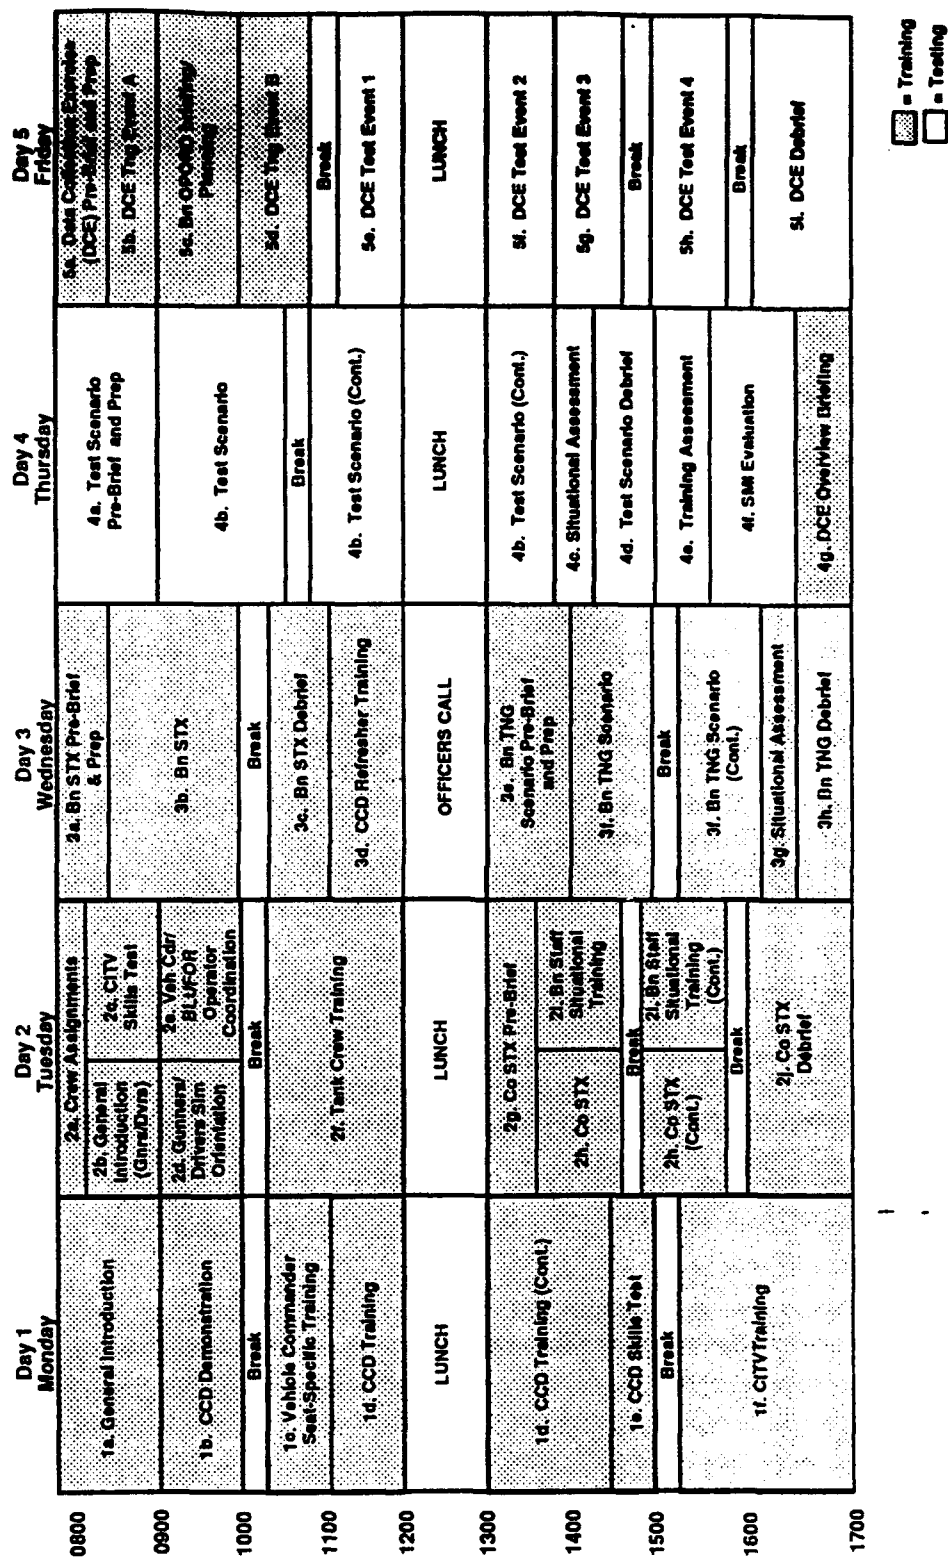 Day 1
Monday
Day 2
Tuesday
Day 3
Wednesday
Day 4
Thursday
Day 5
Friday
0800
0900
1000
1100
1200
1300
1400
1500
1600
1700
1a. General Introduction
1b. CCD Demonstration
Break
1c. Vehicle Commander
Seat-Specific Training
1d. CCD Training
LUNCH
1d. CCD Training (Cont.)
1e. CCD Skills Test
Break
1f. CITV Training
2a. Crew Assignments
2b. General
Introduction
(Gnrs/Dvrs)
CITV
Skills Test
2d. Gunners/
Drivers Sim
Orientation
2e. Veh Cdr/
BLUFOR
Operator
Coordination
Break
2f. Tank Crew Training
LUNCH
2g. Co STX Pre-Brief
2h. Co STX
2i. Bn Staff
Situational
Training
Break
2h. Co STX
(Cont.)
2i. Bn Staff
Situational
Training
(Cont.)
Break
2j. Co STX
Debrief
3a. Bn STX Pre-Brief
& Prep
3b. Bn STX
Break
3c. Bn STX Debrief
3d. CCD Refresher Training
OFFICERS CALL
3e. Bn TNG
Scenario Pre-Brief
and Prep
3f. Bn TNG Scenario
Break
3f. Bn TNG Scenario
(Cont.)
3g. Situational Assessment
3h. Bn TNG Debrief
4a. Test Scenario
Pre-Brief and Prep
4b. Test Scenario
Break
4b. Test Scenario (Cont.)
LUNCH
4b. Test Scenario (Cont.)
4c. Situational Assessment
4d. Test Scenario Debrief
4e. Training Assessment
4f. SMI Evaluation
4g. DCE Overview Briefing
5a. Data Collection Exercise
(DCE) Pre-Brief and Prep
5b. DCE Tng Event A
5c. Bn OPORD Briefing/
Planning
5d. DCE Tng Event B
Break
5e. DCE Test Event 1
LUNCH
5f. DCE Test Event 2
5g. DCE Test Event 3
Break
5h. DCE Test Event 4
Break
5i. DCE Debrief
= Training
= Testing